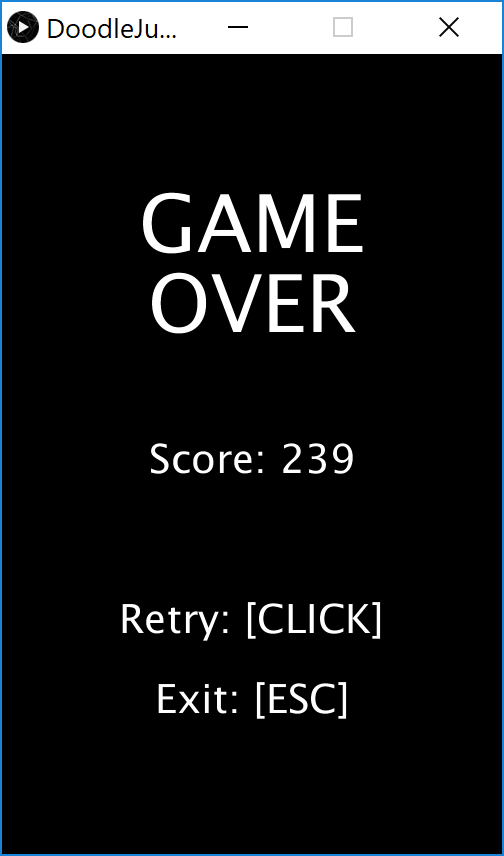 DoodleJu...
GAME
OVER
Score: 239
Retry: [CLICK]
Exit: [ESC]